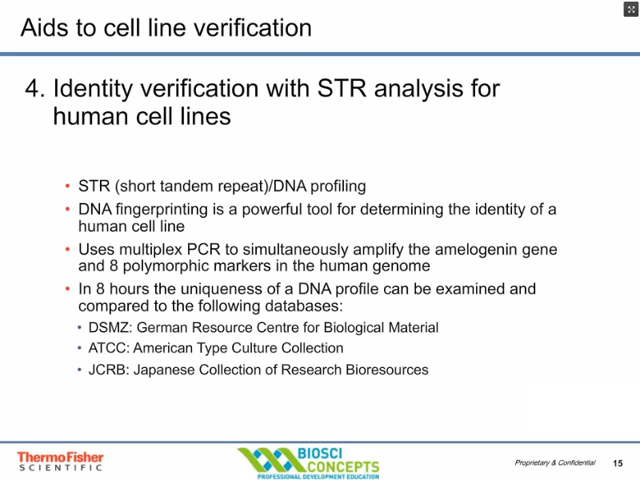 Aids to cell line verification
4. Identity verification with STR analysis for
human cell lines
• STR (short tandem repeat)/DNA profiling
• DNA fingerprinting is a powerful tool for determining the identity of a
human cell line
• Uses multiplex PCR to simultaneously amplify the amelogenin gene
and 8 polymorphic markers in the human genome
• In 8 hours the uniqueness of a DNA profile can be examined and
compared to the following databases:
• DSMZ: German Resource Centre for Biological Material
• ATCC: American Type Culture Collection
• JCRB: Japanese Collection of Research Bioresources
ThermoFisher
SCIENTIFIC
BIOSCI
CONCEPTS
PROFESSIONAL DEVELOPMENT EDUCATION
Proprietary & Confidential
15